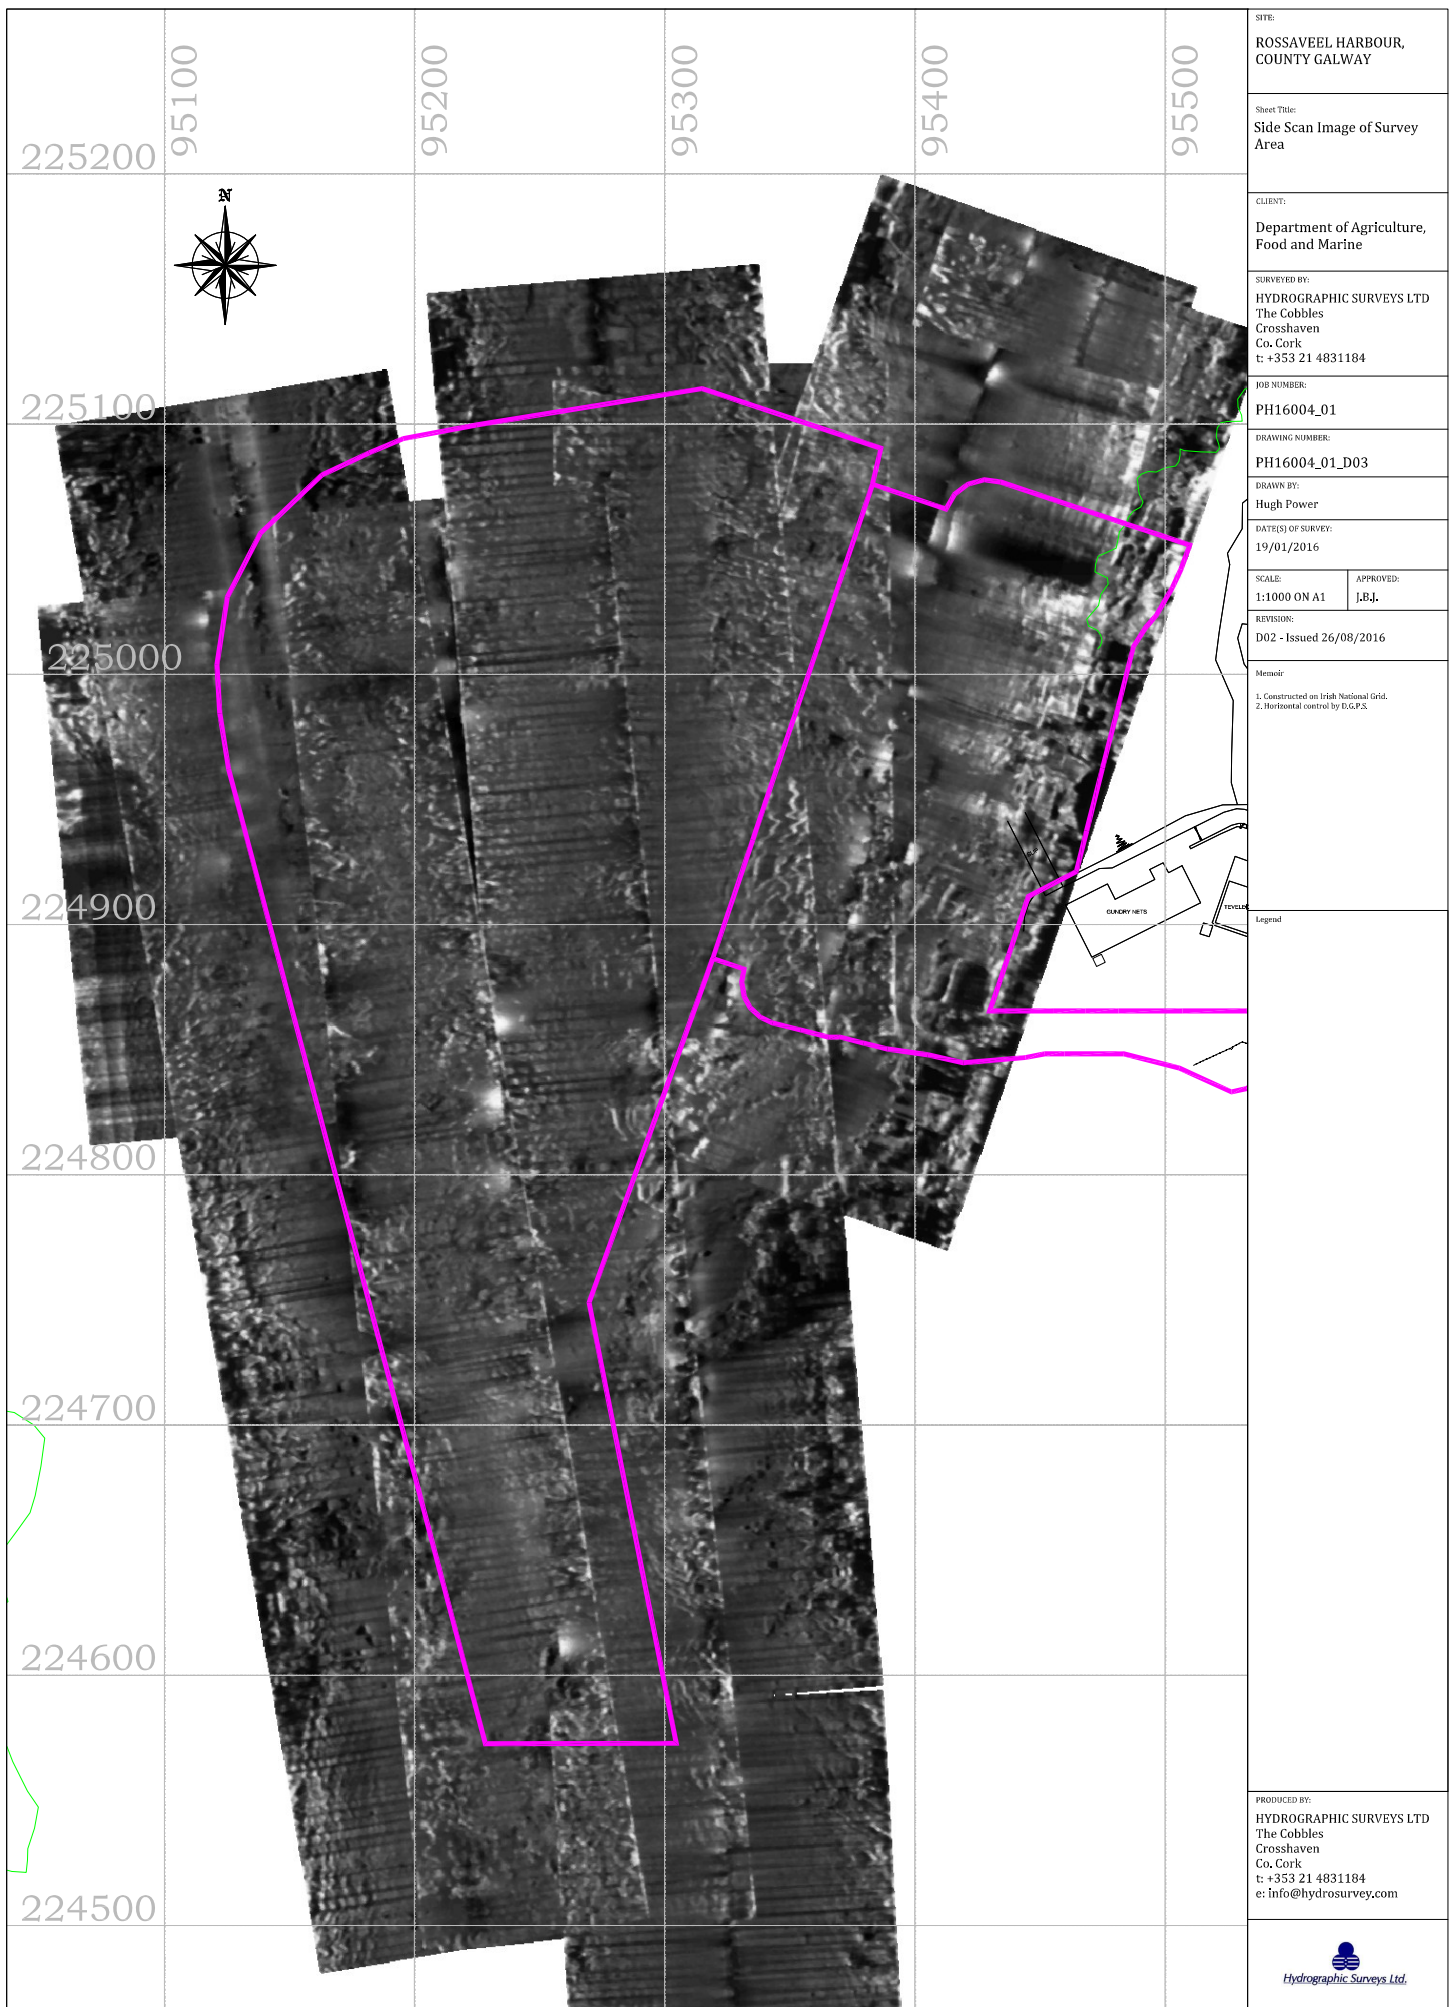 95100
95200
95300
95400
95500
225200
225100
225000
224900
224800
224700
224600
224500
N
SLIP
GUNDRY NETS
SITE:
ROSSAVEEL HARBOUR,
COUNTY GALWAY
Sheet Title:
Side Scan Image of Survey
Area
CLIENT:
Department of Agriculture,
Food and Marine
SURVEYED BY:
HYDROGRAPHIC SURVEYS LTD
The Cobbles
Crosshaven
Co. Cork
t: +353 21 4831184
JOB NUMBER:
PH16004_01
DRAWING NUMBER:
PH16004_01_D03
DRAWN BY:
Hugh Power
DATE(S) OF SURVEY:
19/01/2016
SCALE:
1:1000 ON A1
APPROVED:
J.B.J.
REVISION:
D02 - Issued 26/08/2016
Memoir
1. Constructed on Irish National Grid.
2. Horizontal control by D.G.P.S.
Legend
PRODUCED BY:
HYDROGRAPHIC SURVEYS LTD
The Cobbles
Crosshaven
Co. Cork
t: +353 21 4831184
e: info@hydrosurvey.com
Hydrographic Surveys Ltd.